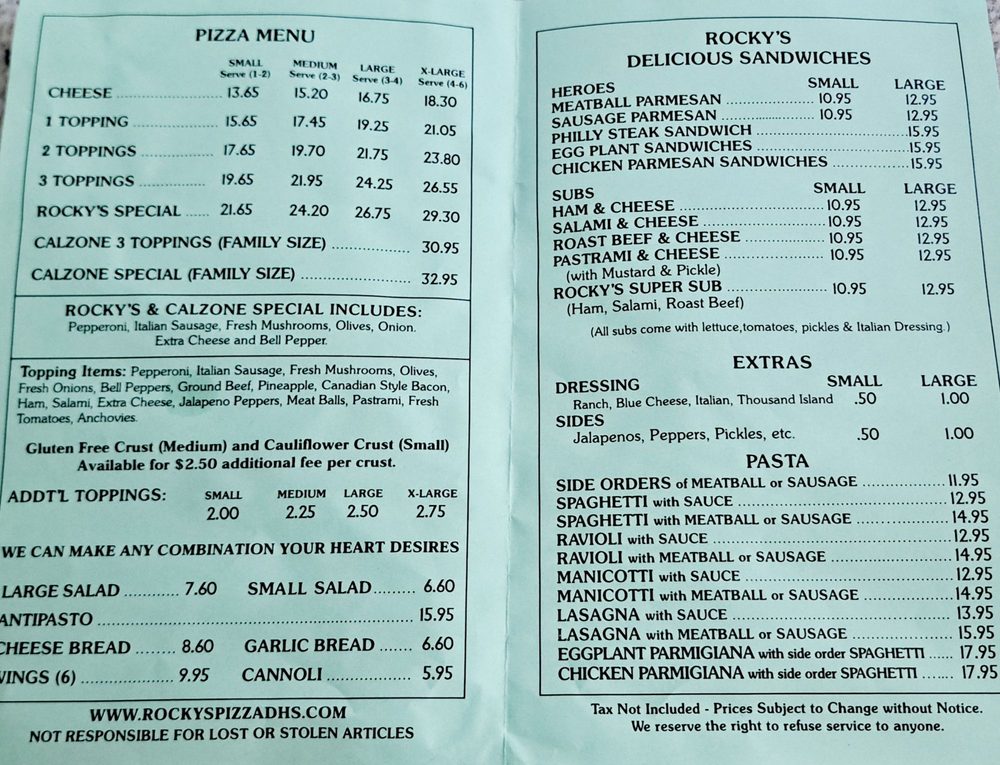 PIZZA MENU
SMALL MEDIUM LARGE X-LARGE
Serve (1-2) Serve (2-3) Serve (3-4) Serve (4-6)
CHEESE 13.65 15.20 16.75 18.30
1 TOPPING 15.65 17.45 19.25 21.05
2 TOPPINGS 17.65 19.70 21.75 23.80
3 TOPPINGS 19.65 21.95 24.25 26.55
ROCKY'S SPECIAL 21.65 24.20 26.75 29.30
CALZONE 3 TOPPINGS (FAMILY SIZE) 30.95
CALZONE SPECIAL (FAMILY SIZE) 32.95
ROCKY'S & CALZONE SPECIAL INCLUDES:
Pepperoni, Italian Sausage, Fresh Mushrooms, Olives, Onion.
Extra Cheese and Bell Pepper.
Topping Items: Pepperoni, Italian Sausage, Fresh Mushrooms, Olives,
Fresh Onions, Bell Peppers, Ground Beef, Pineapple, Canadian Style Bacon,
Ham, Salami, Extra Cheese, Jalapeno Peppers, Meat Balls, Pastrami, Fresh
Tomatoes, Anchovies.
Gluten Free Crust (Medium) and Cauliflower Crust (Small)
Available for $2.50 additional fee per crust.
ADDT'L TOPPINGS: SMALL MEDIUM LARGE X-LARGE
2.00 2.25 2.50 2.75
WE CAN MAKE ANY COMBINATION YOUR HEART DESIRES
LARGE SALAD 7.60 SMALL SALAD 6.60
ANTIPASTO 15.95
CHEESE BREAD 8.60 GARLIC BREAD 6.60
WINGS (6) 9.95 CANNOLI 5.95
WWW.ROCKYSPIZZADHS.COM
NOT RESPONSIBLE FOR LOST OR STOLEN ARTICLES
ROCKY'S
DELICIOUS SANDWICHES
HEROES SMALL LARGE
MEATBALL PARMESAN 10.95 12.95
SAUSAGE PARMESAN 10.95 12.95
PHILLY STEAK SANDWICH 15.95
EGG PLANT SANDWICHES 15.95
CHICKEN PARMESAN SANDWICHES 15.95
SUBS SMALL LARGE
HAM & CHEESE 10.95 12.95
SALAMI & CHEESE 10.95 12.95
ROAST BEEF & CHEESE 10.95 12.95
PASTRAMI & CHEESE 10.95 12.95
(with Mustard & Pickle)
ROCKY'S SUPER SUB 10.95 12.95
(Ham, Salami, Roast Beef)
(All subs come with lettuce,tomatoes, pickles & Italian Dressing.)
EXTRAS
DRESSING SMALL LARGE
Ranch, Blue Cheese, Italian, Thousand Island .50 1.00
SIDES
Jalapenos, Peppers, Pickles, etc. .50 1.00
PASTA
SIDE ORDERS of MEATBALL or SAUSAGE 11.95
SPAGHETTI with SAUCE 12.95
SPAGHETTI with MEATBALL or SAUSAGE 14.95
RAVIOLI with SAUCE 12.95
RAVIOLI with MEATBALL or SAUSAGE 14.95
MANICOTTI with SAUCE 12.95
MANICOTTI with MEATBALL or SAUSAGE 14.95
LASAGNA with SAUCE 13.95
LASAGNA with MEATBALL or SAUSAGE 15.95
EGGPLANT PARMIGIANA with side order SPAGHETTI 17.95
CHICKEN PARMIGIANA with side order SPAGHETTI 17.95
Tax Not Included - Prices Subject to Change without Notice.
We reserve the right to refuse service to anyone.